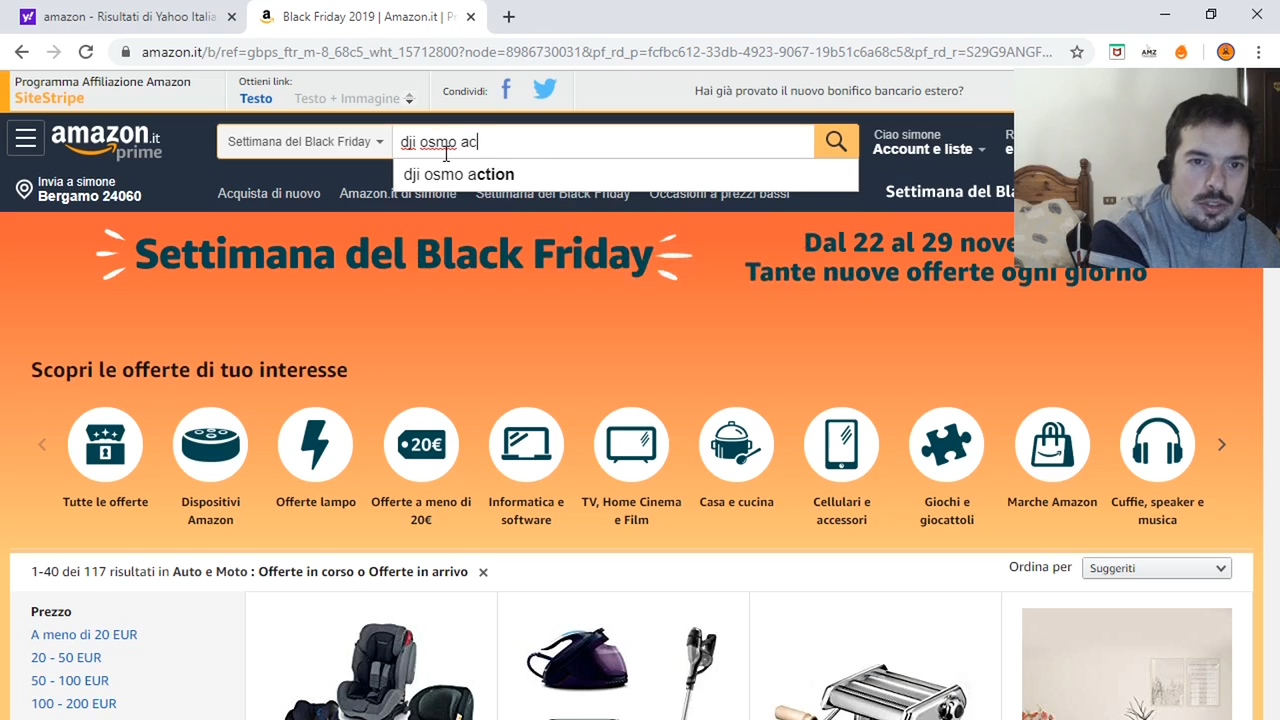 amazon - Risultati di Yahoo Italia
Black Friday 2019 | Amazon.it | Pr
amazon.it/b/ref=gbps_ftr_m-8_68c5_wht_15712800?node=8986730031&pf_rd_p=fcfbc612-33db-4923-9067-19b51c6a68c5&pf_rd_r=S29G9ANGF...
Programma Affiliazione Amazon
SiteStripe
Ottieni link:
Testo
Testo + Immagine
Condividi:
Hai già provato il nuovo bonifico bancario estero?
amazon.it
prime
Settimana del Black Friday
dji osmo ac
Ciao simone
Account e liste
dji osmo action
Invia a simone
Bergamo 24060
Acquista di nuovo
Amazon.it di simone
Settimana del Black Friday
Occasioni a prezzi bassi
Settimana del Bla
Settimana del Black Friday
Dal 22 al 29 nove
Tante nuove offerte ogni giorno
Scopri le offerte di tuo interesse
20€
Tutte le offerte
Dispositivi
Amazon
Offerte lampo
Offerte a meno di
20€
Informatica e
software
TV, Home Cinema
e Film
Casa e cucina
Cellulari e
accessori
Giochi e
giocattoli
Marche Amazon
Cuffie, speaker e
musica
1-40 dei 117 risultati in Auto e Moto : Offerte in corso o Offerte in arrivo
Ordina per
Suggeriti
Prezzo
A meno di 20 EUR
20 - 50 EUR
50 - 100 EUR
100 - 200 EUR